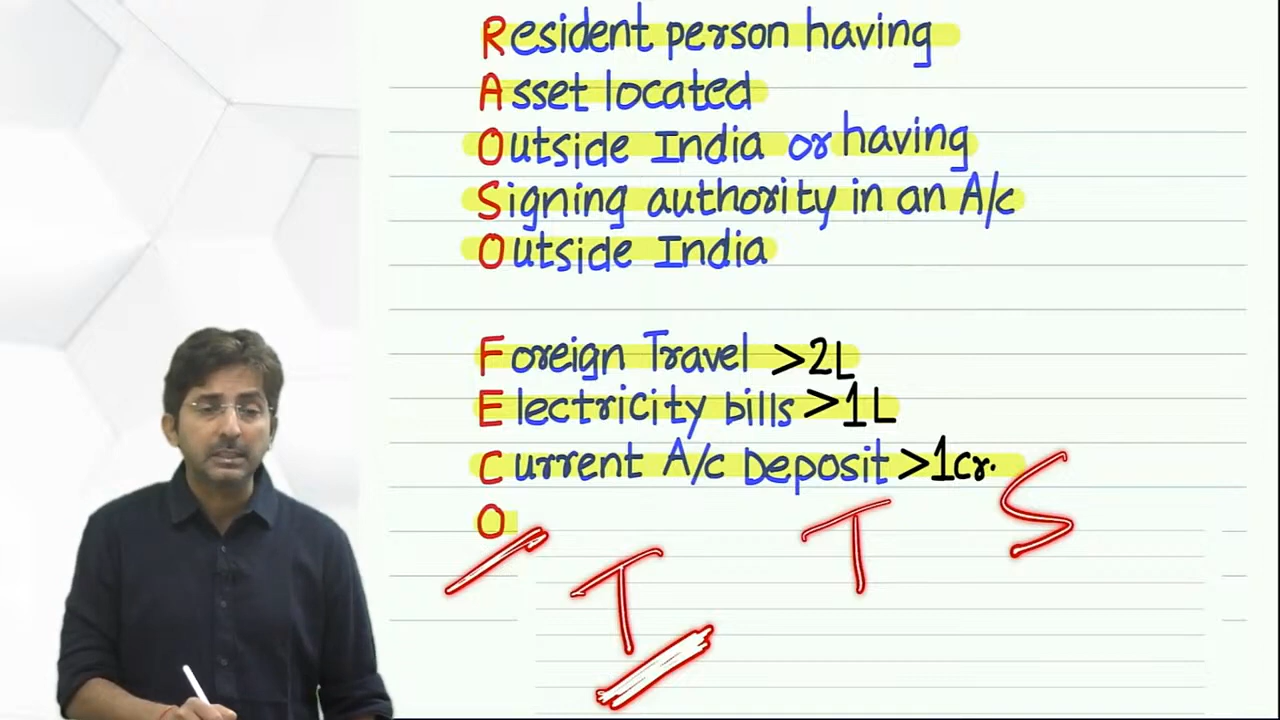 Resident person having
Asset located
Outside India or having
Signing authority in an A/c
Outside India
Foreign Travel >2L
Electricity bills >1L
Current A/c Deposit >1cr.
O
T T S